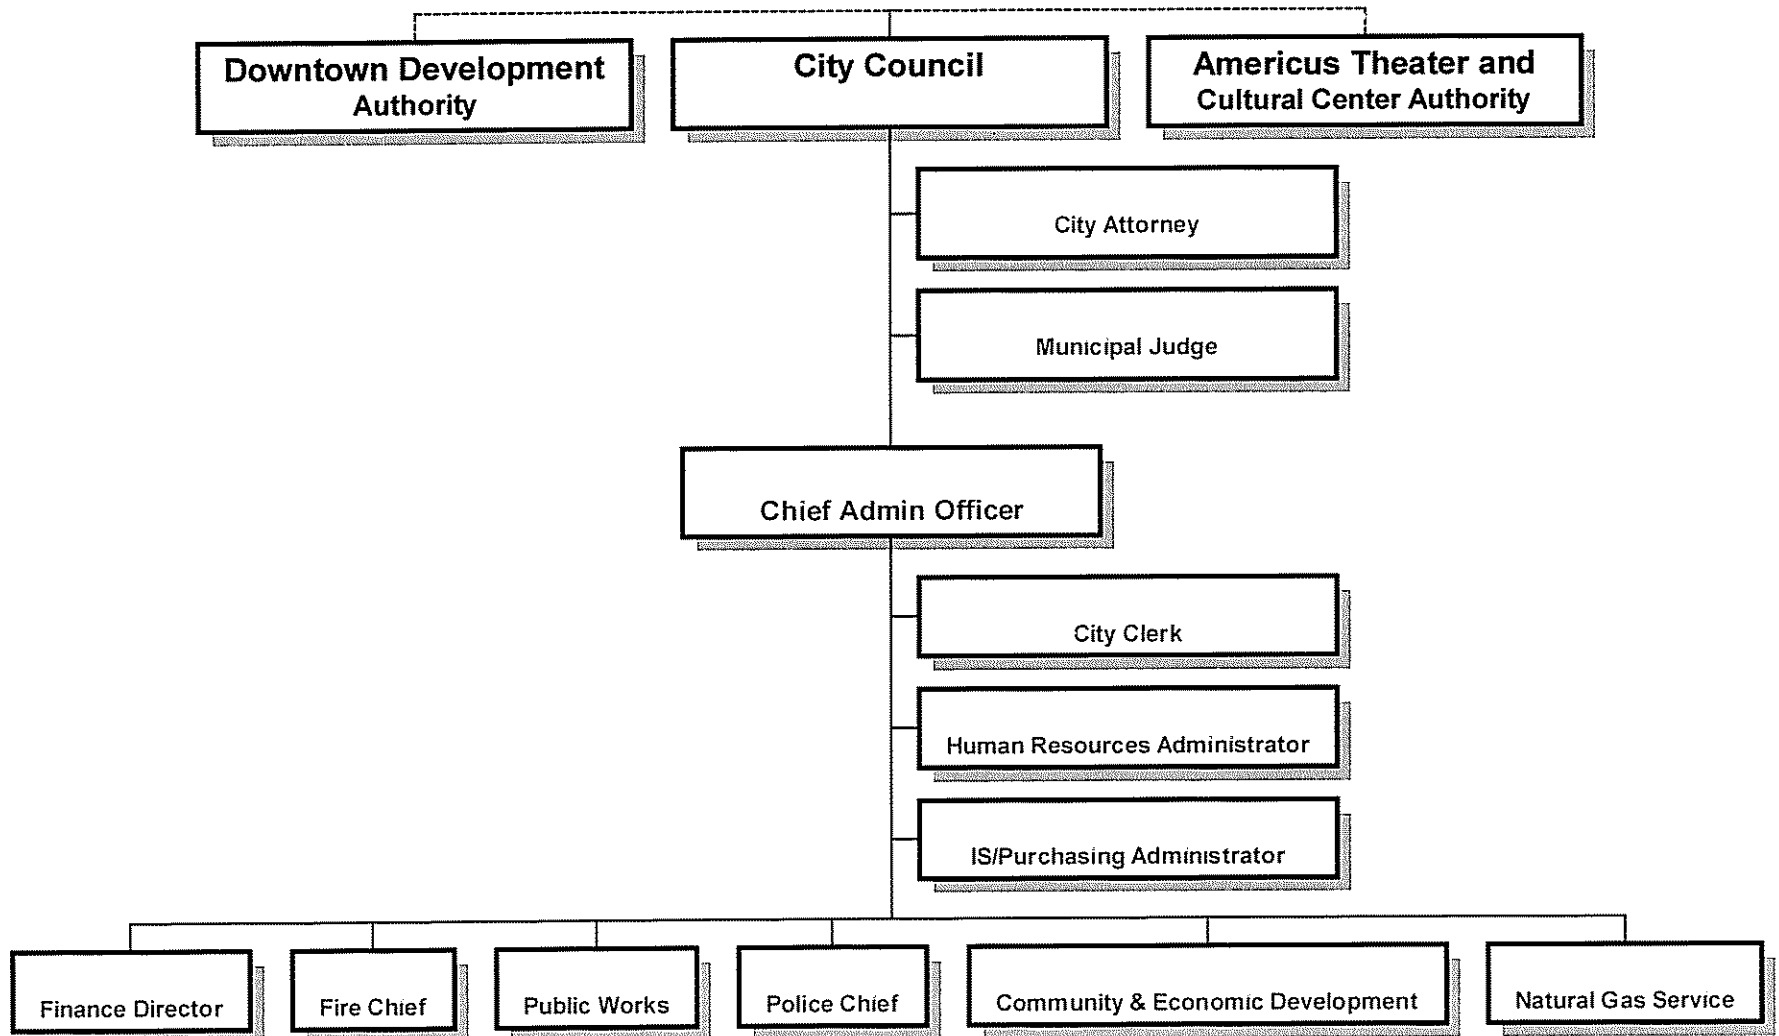 Downtown Development
Authority
City Council
Americus Theater and
Cultural Center Authority
City Attorney
Municipal Judge
Chief Admin Officer
City Clerk
Human Resources Administrator
IS/Purchasing Administrator
Finance Director
Fire Chief
Public Works
Police Chief
Community & Economic Development
Natural Gas Service